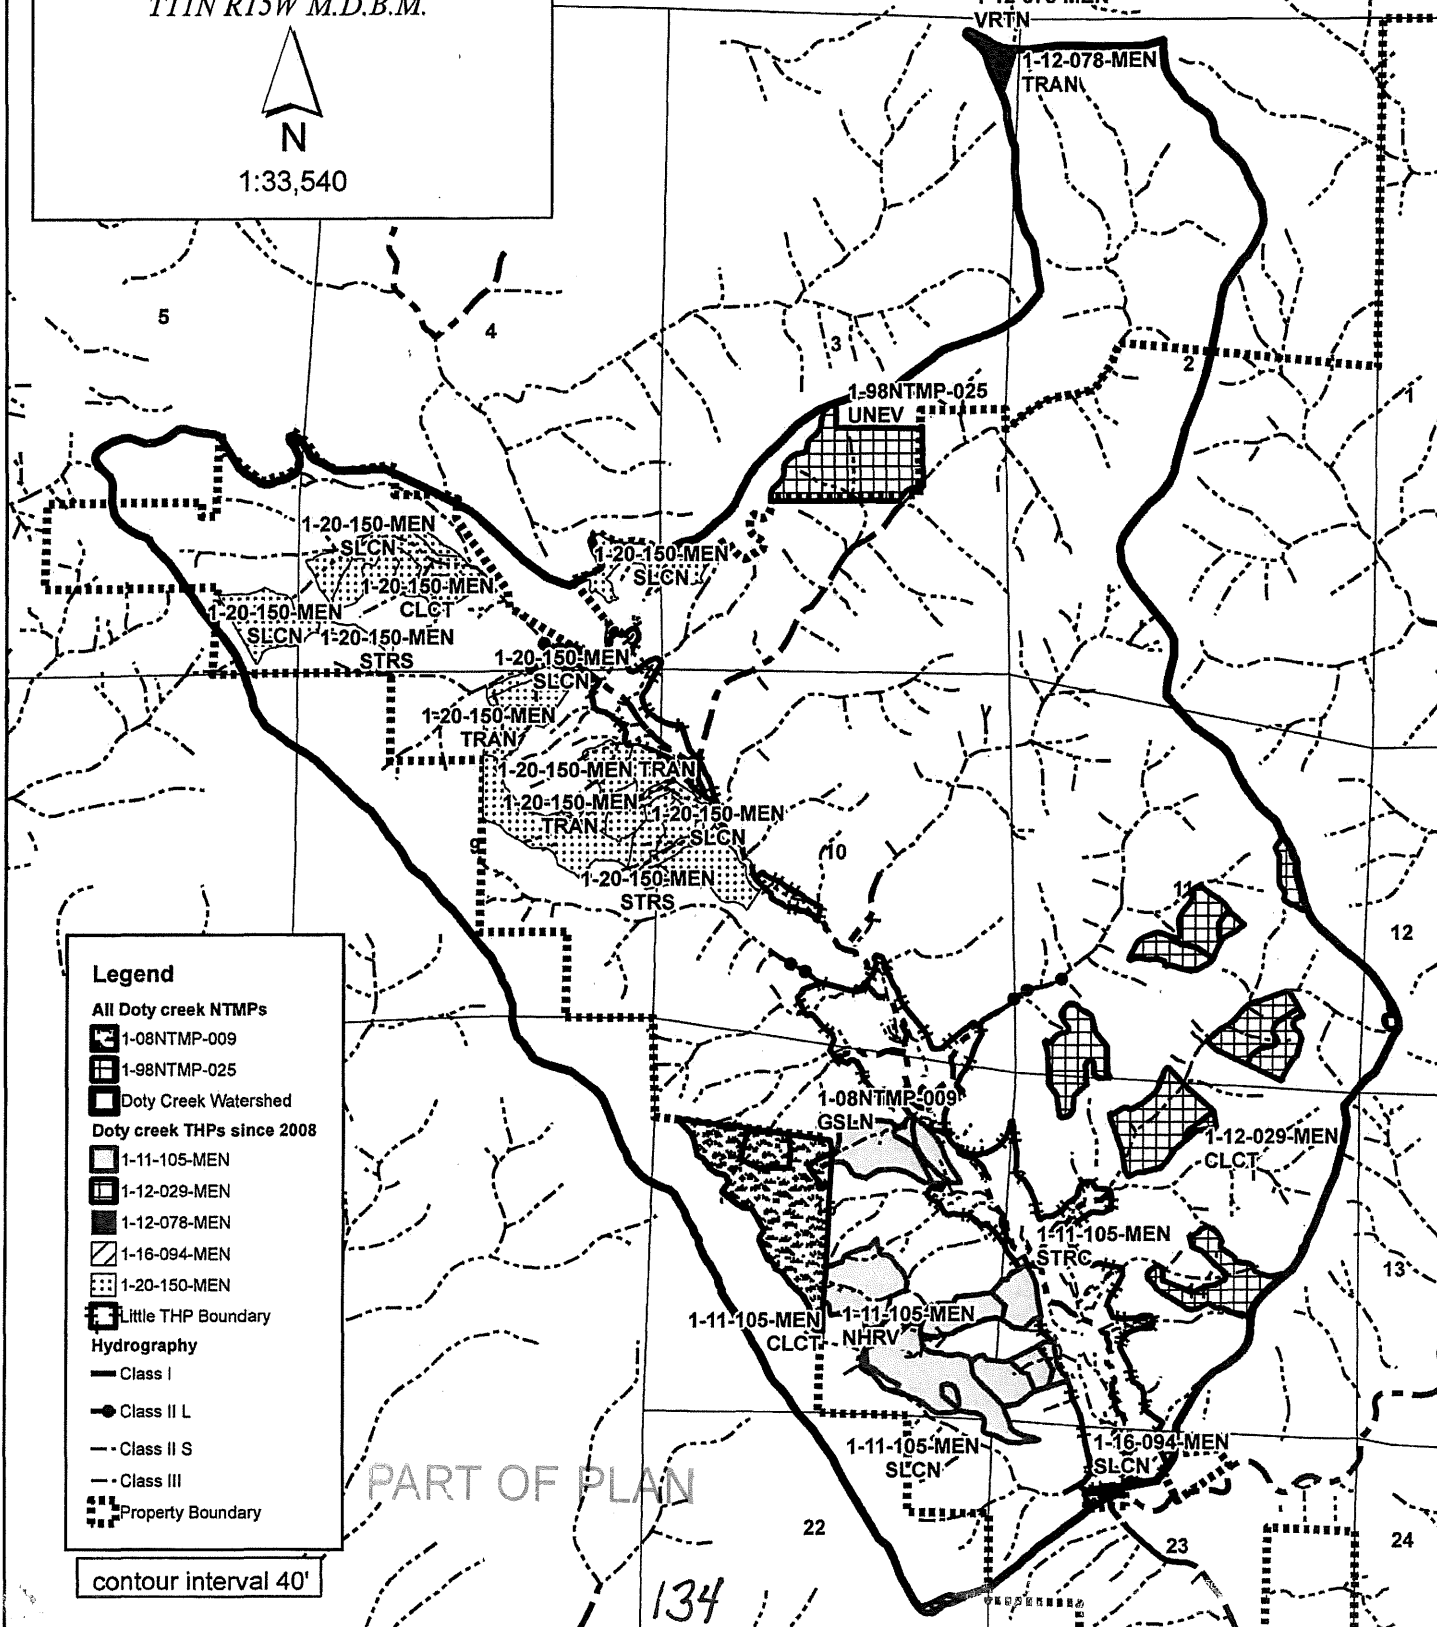 T11N R15W M.D.B.M.
N
1:33,540
VRTN
1-12-078-MEN
TRAN
5
4
3
2
1
1-98NTMP-025
UNEV
1-20-150-MEN
SLCN
1-20-150-MEN
CLCT
1-20-150-MEN
SLCN
1-20-150-MEN
SLCN
1-20-150-MEN
STRS
1-20-150-MEN
SLCN
1-20-150-MEN
TRAN
1-20-150-MEN TRAN
1-20-150-MEN
TRAN
1-20-150-MEN
SLCN
1-20-150-MEN
STRS
9
10
11
12
1-08NTMP-009
GSLN
1-12-029-MEN
CLCT
1-11-105-MEN
STRC
13
14
1-11-105-MEN
CLCT
1-11-105-MEN
NHRV
1-11-105-MEN
SLCN
1-16-094-MEN
SLCN
22
23
24
Legend
All Doty creek NTMPs
1-08NTMP-009
1-98NTMP-025
Doty Creek Watershed
Doty creek THPs since 2008
1-11-105-MEN
1-12-029-MEN
1-12-078-MEN
1-16-094-MEN
1-20-150-MEN
Little THP Boundary
Hydrography
Class I
Class II L
Class II S
Class III
Property Boundary
contour interval 40'
PART OF PLAN
134